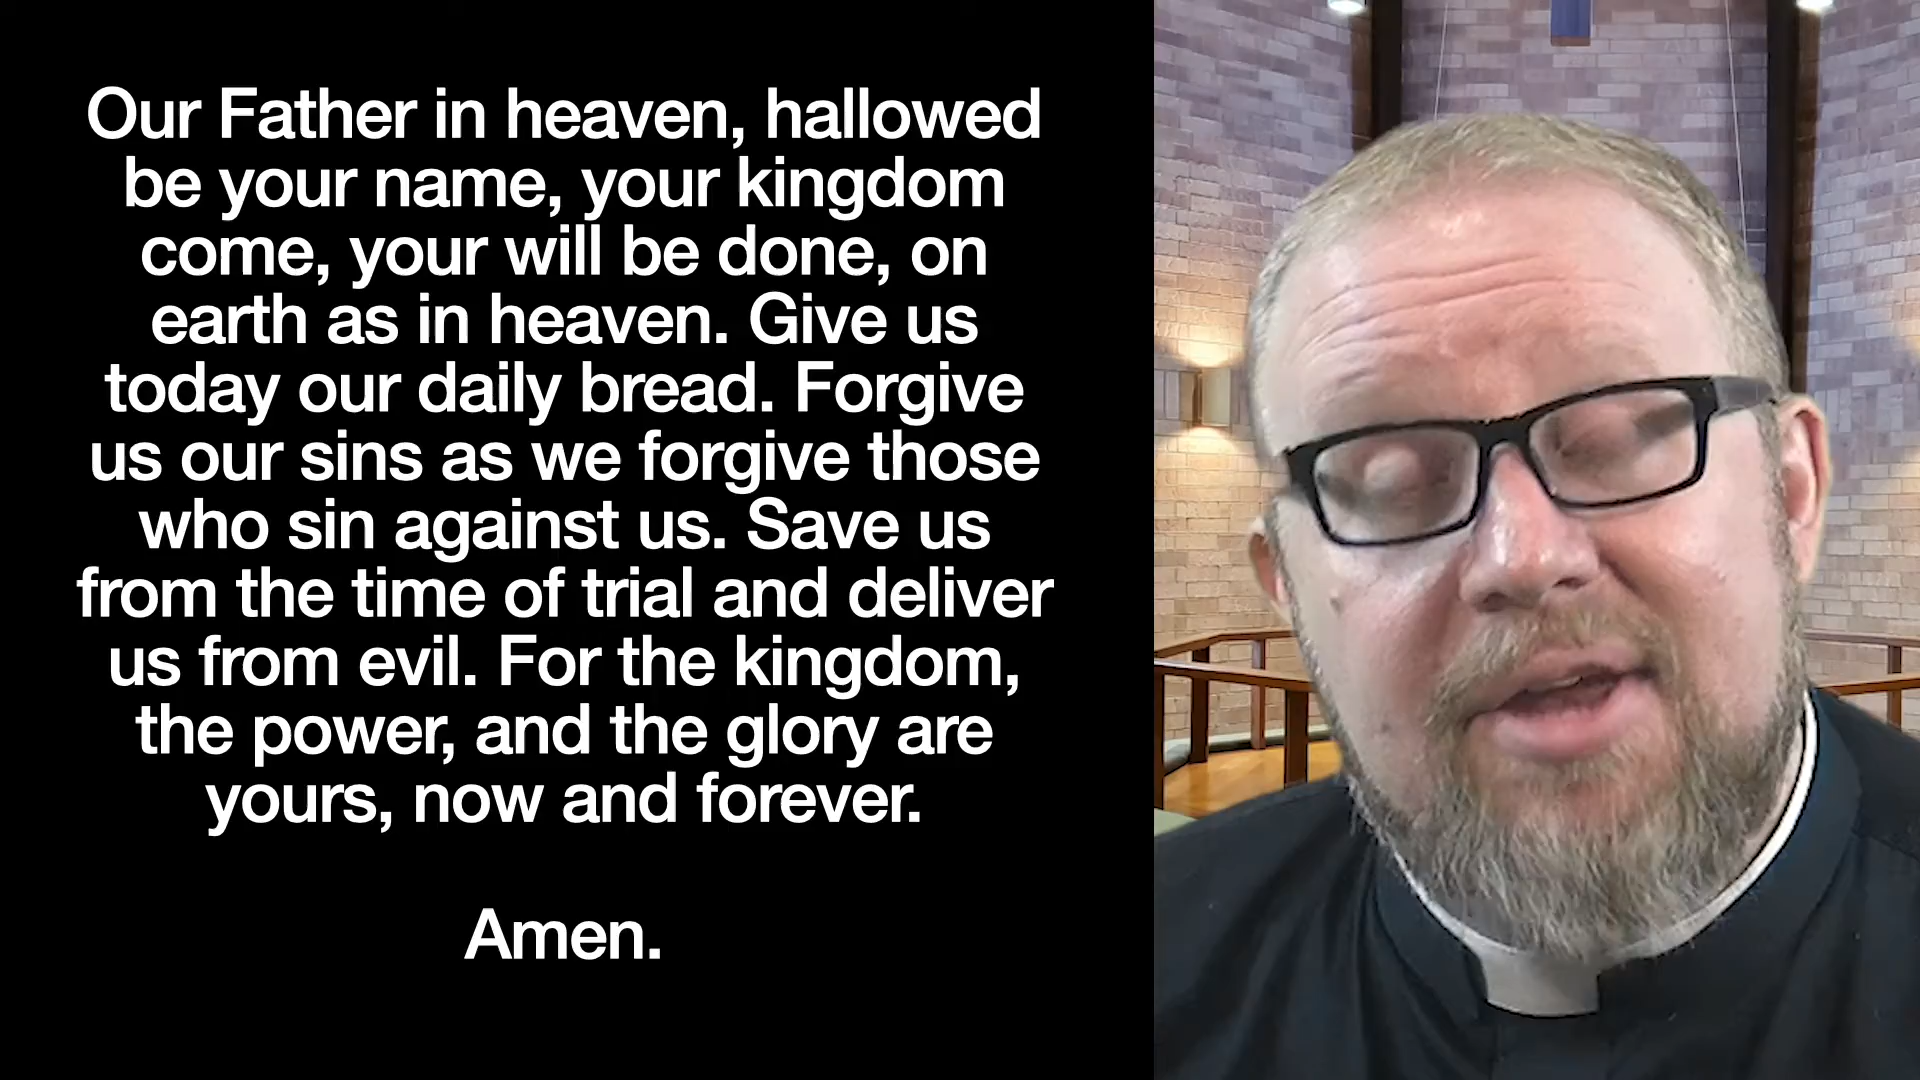 Our Father in heaven, hallowed
be your name, your kingdom
come, your will be done, on
earth as in heaven. Give us
today our daily bread. Forgive
us our sins as we forgive those
who sin against us. Save us
from the time of trial and deliver
us from evil. For the kingdom,
the power, and the glory are
yours, now and forever.
Amen.